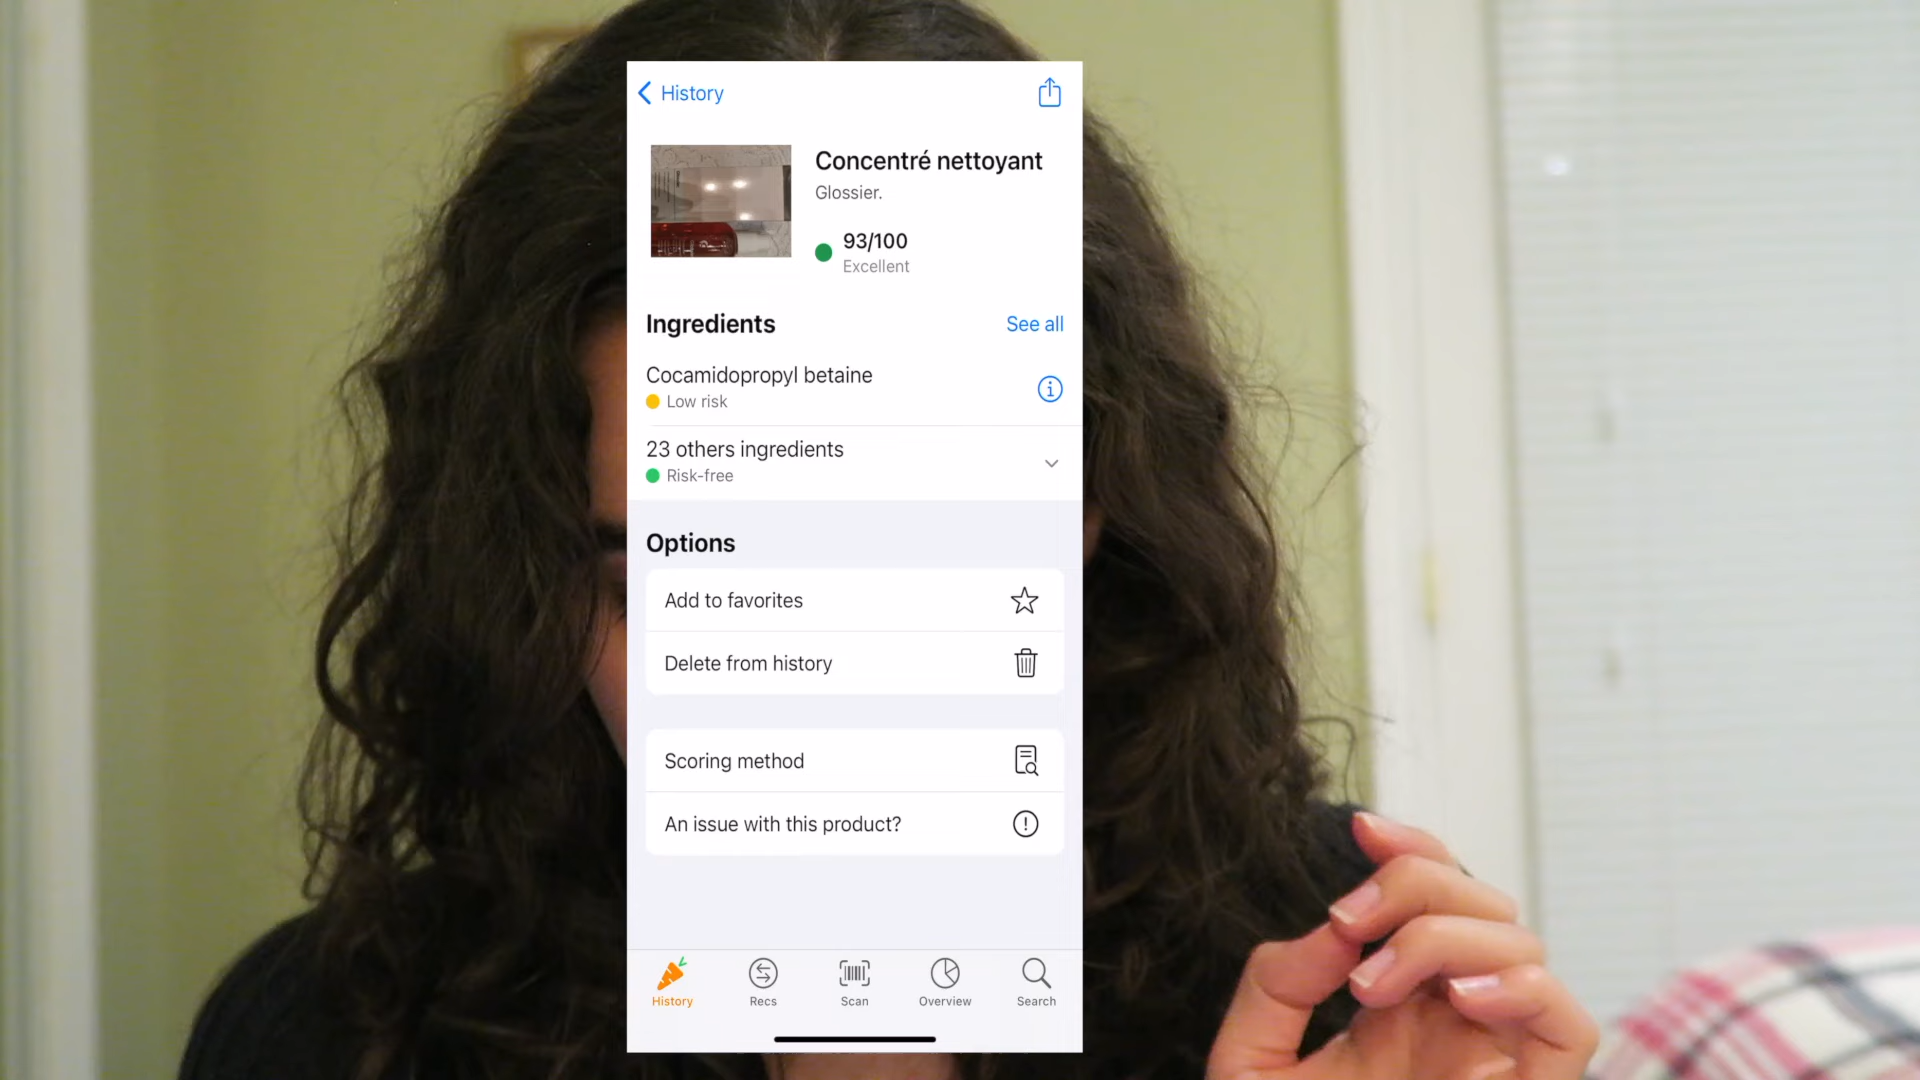 History
Concentré nettoyant
Glossier.
93/100
Excellent
Ingredients
See all
Cocamidopropyl betaine
Low risk
23 others ingredients
Risk-free
Options
Add to favorites
Delete from history
Scoring method
An issue with this product?
History
Recs
Scan
Overview
Search